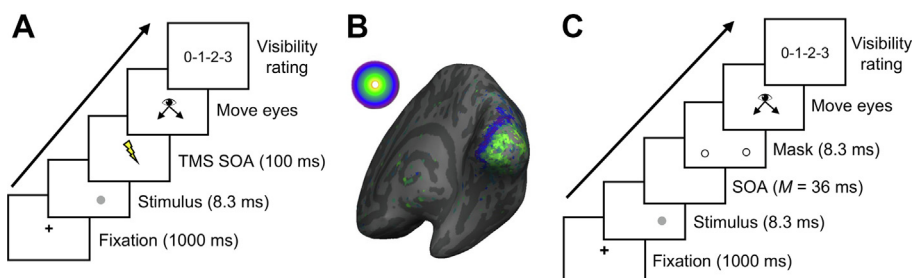 A
0-1-2-3
Visibility
rating
Move eyes
TMS SOA (100 ms)
Stimulus (8.3 ms)
+
Fixation (1000 ms)
B
C
0-1-2-3
Visibility
rating
Move eyes
Mask (8.3 ms)
SOA (M = 36 ms)
Stimulus (8.3 ms)
+
Fixation (1000 ms)